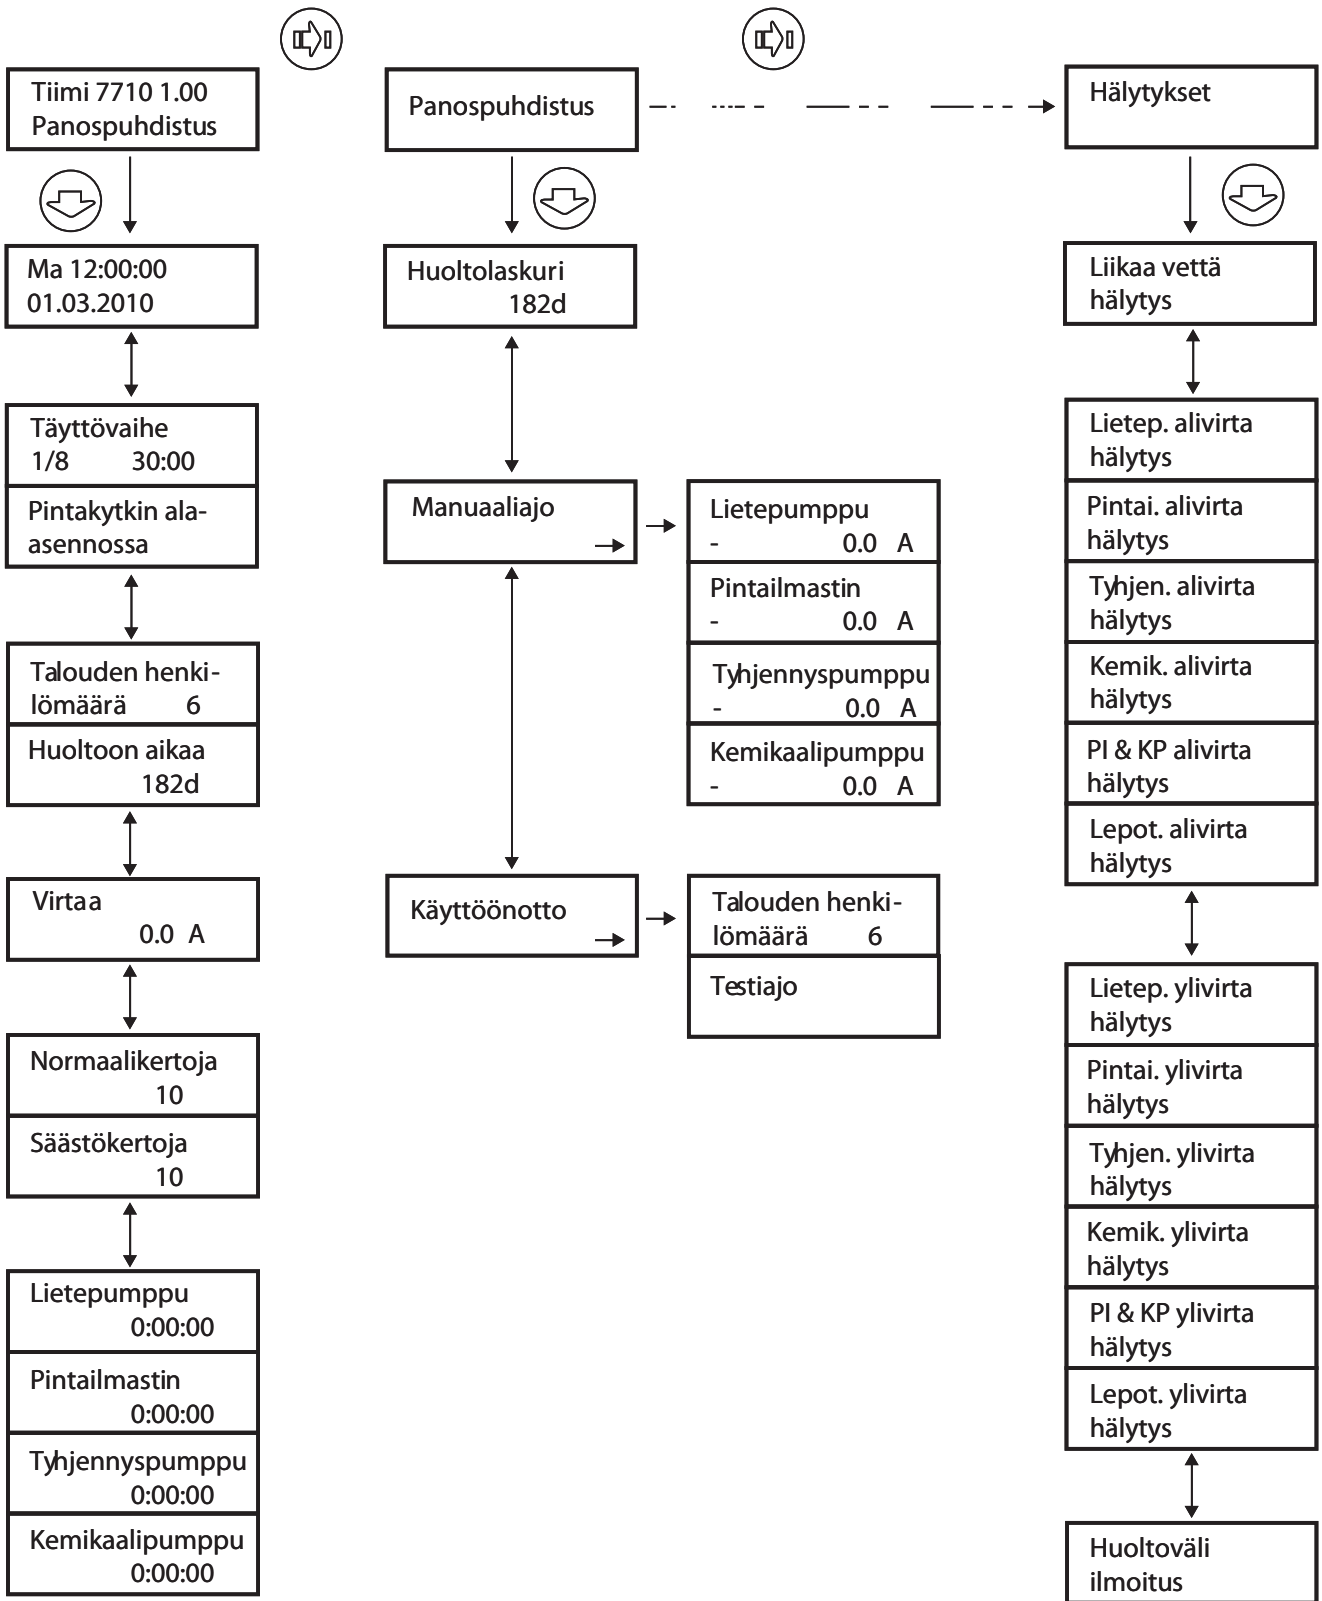 Tiimi 7710 1.00
Panospuhdistus
Ma 12:00:00
01.03.2010
Täyttövaihe
1/8 30:00
Pintakytkin ala-
asennossa
Talouden henki-
lömäärä 6
Huoltoon aikaa
182d
Virtaa
0.0 A
Normaalikertoja
10
Säästökertoja
10
Lietepumppu
0:00:00
Pintailmastin
0:00:00
Tyhjennyspumppu
0:00:00
Kemikaalipumppu
0:00:00
Panospuhdistus
Huoltolaskuri
182d
Manuaaliajo
Lietepumppu
- 0.0 A
Pintailmastin
- 0.0 A
Tyhjennyspumppu
- 0.0 A
Kemikaalipumppu
- 0.0 A
Käyttöönotto
Talouden henki-
lömäärä 6
Testiajo
Hälytykset
Liikaa vettä
hälytys
Lietep. alivirta
hälytys
Pintai. alivirta
hälytys
Tyhjen. alivirta
hälytys
Kemik. alivirta
hälytys
PI & KP alivirta
hälytys
Lepot. alivirta
hälytys
Lietep. ylivirta
hälytys
Pintai. ylivirta
hälytys
Tyhjen. ylivirta
hälytys
Kemik. ylivirta
hälytys
PI & KP ylivirta
hälytys
Lepot. ylivirta
hälytys
Huoltoväli
ilmoitus